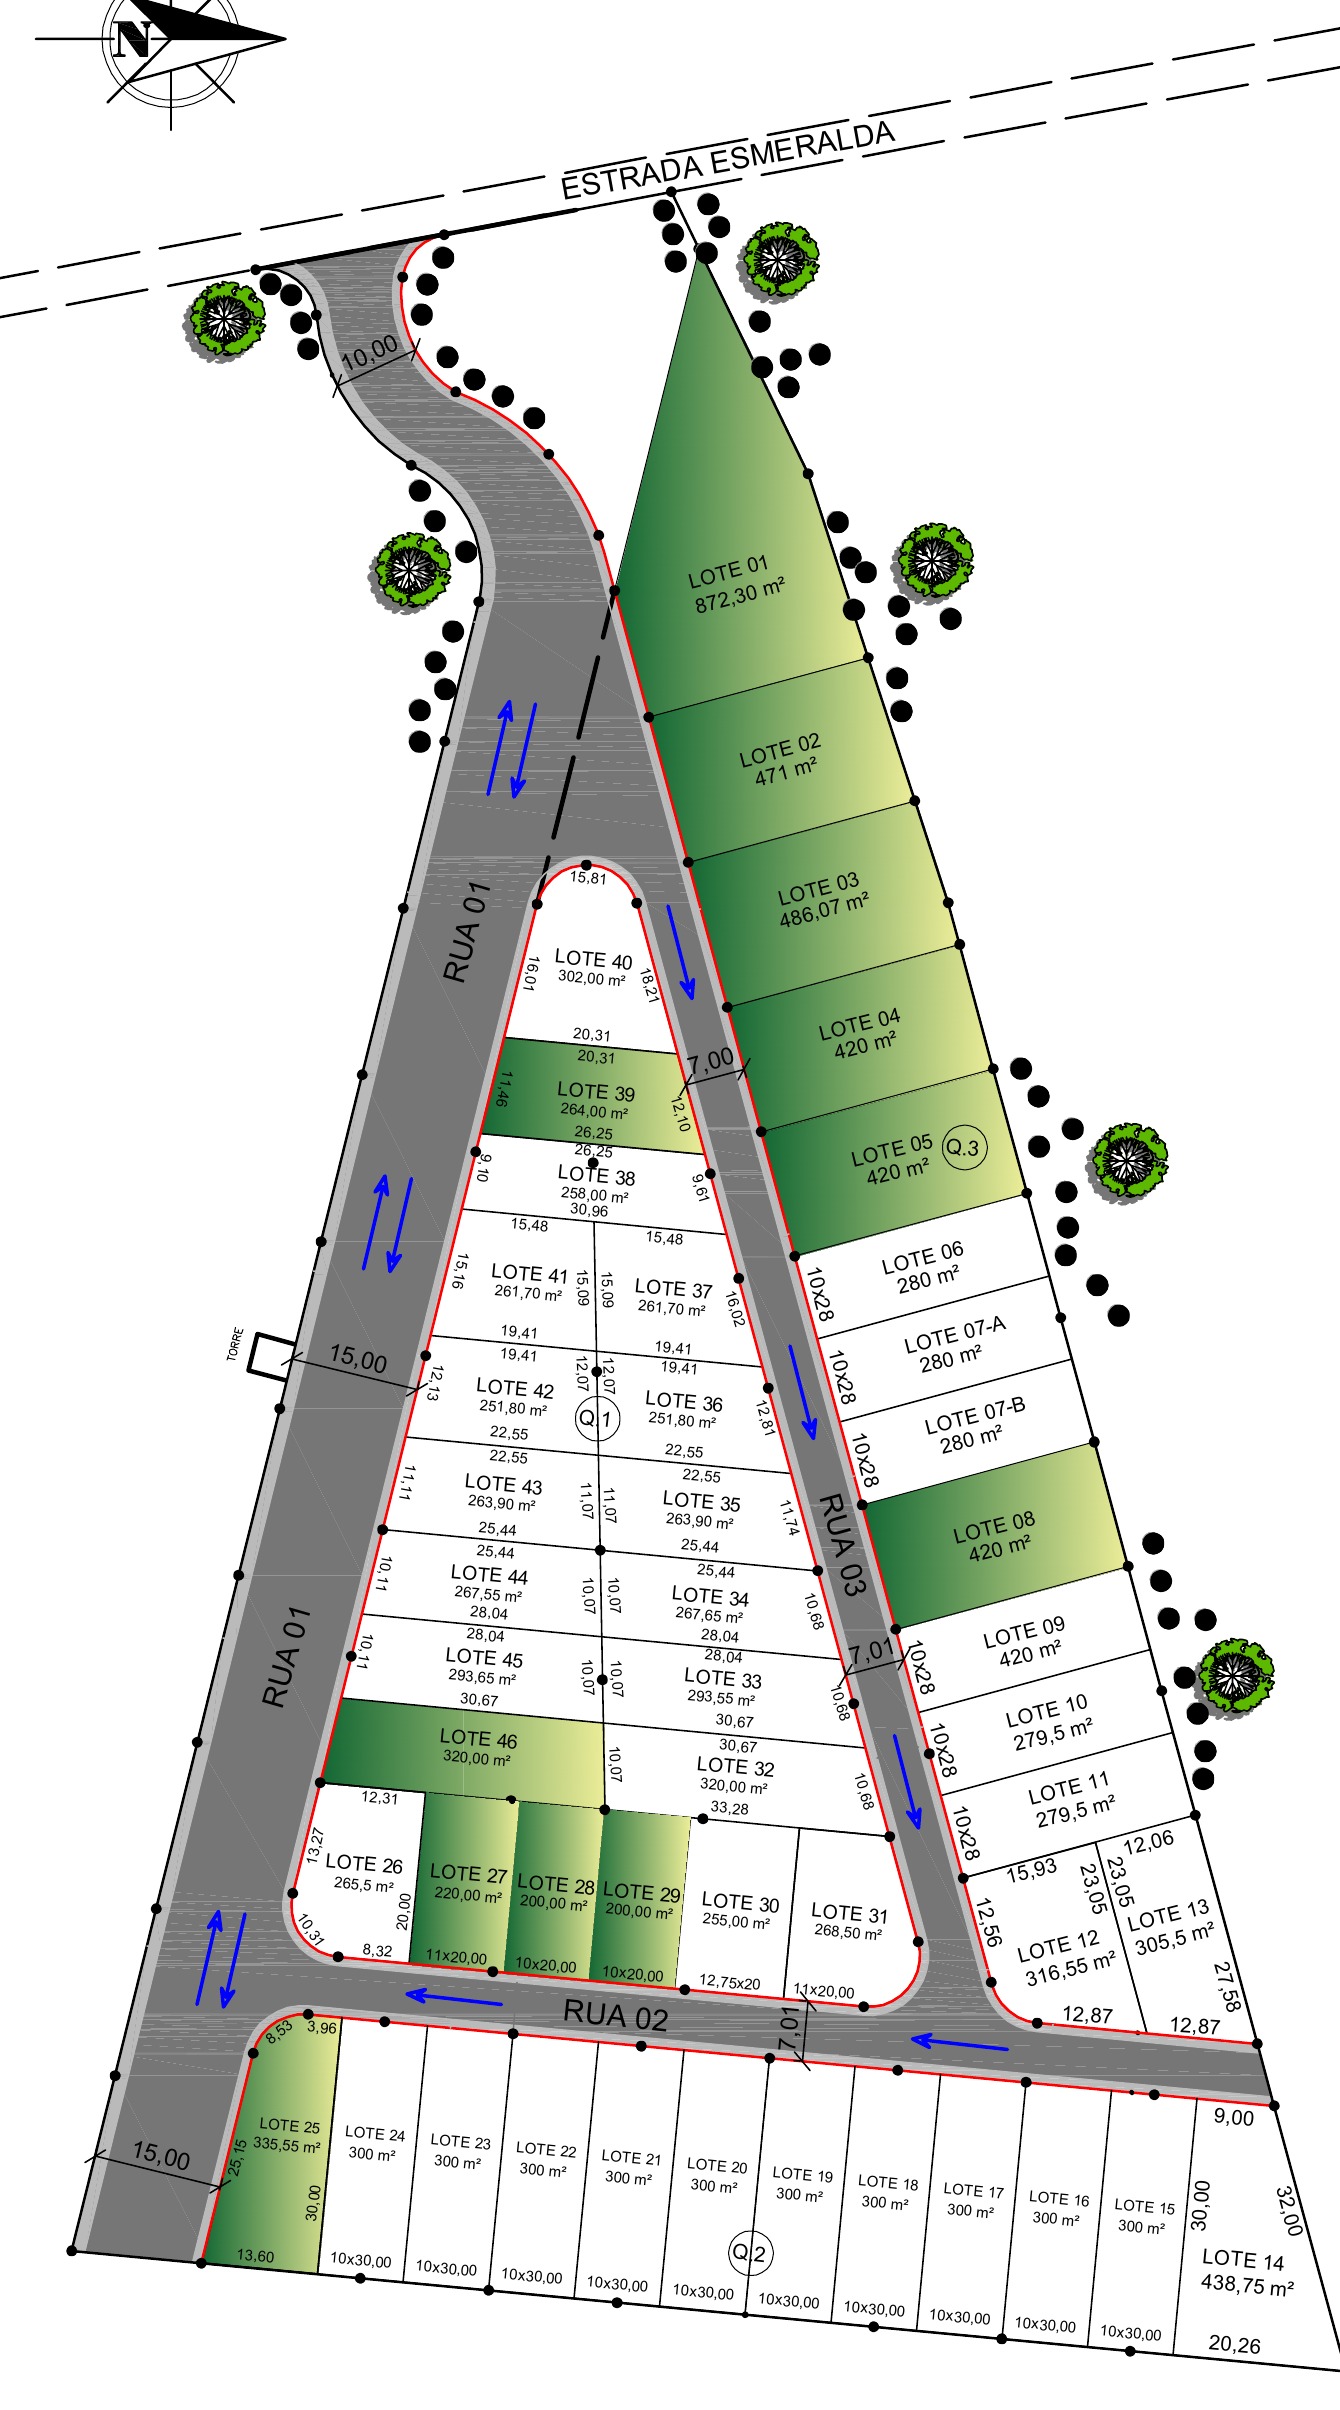 N
ESTRADA ESMERALDA
10,00
LOTE 01
872,30 m²
LOTE 02
471 m²
15,81
RUA 01
LOTE 03
486,07 m²
LOTE 40
302,00 m²
16,01
18,21
20,31
LOTE 04
420 m²
20,31
7,00
LOTE 39
264,00 m²
11,46
12,10
26,25
LOTE 05
420 m²
Q.3
26,25
9,10
LOTE 38
258,00 m²
9,61
30,96
15,48
15,48
LOTE 06
280 m²
10x28
15,16
LOTE 41
261,70 m²
15,09
15,09
LOTE 37
261,70 m²
16,02
19,41
19,41
LOTE 07-A
280 m²
10x28
TORRE
15,00
19,41
19,41
12,13
LOTE 42
251,80 m²
12,07
12,07
LOTE 36
251,80 m²
12,81
Q.1
22,55
22,55
LOTE 07-B
280 m²
10x28
22,55
22,55
11,11
LOTE 43
263,90 m²
11,07
11,07
LOTE 35
263,90 m²
11,74
25,44
25,44
RUA 03
LOTE 08
420 m²
25,44
25,44
10,11
LOTE 44
267,55 m²
10,07
10,07
LOTE 34
267,65 m²
10,68
28,04
28,04
RUA 01
28,04
28,04
10,11
LOTE 45
293,65 m²
10,07
10,07
LOTE 33
293,55 m²
10,68
7,01
LOTE 09
420 m²
10x28
30,67
30,67
LOTE 46
320,00 m²
10,07
30,67
LOTE 32
320,00 m²
10,68
33,28
LOTE 10
279,5 m²
10x28
LOTE 11
279,5 m²
10x28
12,31
13,27
LOTE 26
265,5 m²
20,00
10,31
8,32
LOTE 27
220,00 m²
11x20,00
LOTE 28
200,00 m²
10x20,00
LOTE 29
200,00 m²
10x20,00
LOTE 30
255,00 m²
12,75x20
LOTE 31
268,50 m²
11x20,00
15,93
12,06
23,05
23,05
12,56
LOTE 12
316,55 m²
LOTE 13
305,5 m²
27,58
12,87
12,87
RUA 02
7,01
8,53
3,96
LOTE 25
335,55 m²
25,15
30,00
13,60
15,00
LOTE 24
300 m²
LOTE 23
300 m²
LOTE 22
300 m²
LOTE 21
300 m²
LOTE 20
300 m²
LOTE 19
300 m²
LOTE 18
300 m²
LOTE 17
300 m²
LOTE 16
300 m²
LOTE 15
300 m²
9,00
30,00
32,00
LOTE 14
438,75 m²
20,26
Q.2
10x30,00
10x30,00
10x30,00
10x30,00
10x30,00
10x30,00
10x30,00
10x30,00
10x30,00
10x30,00